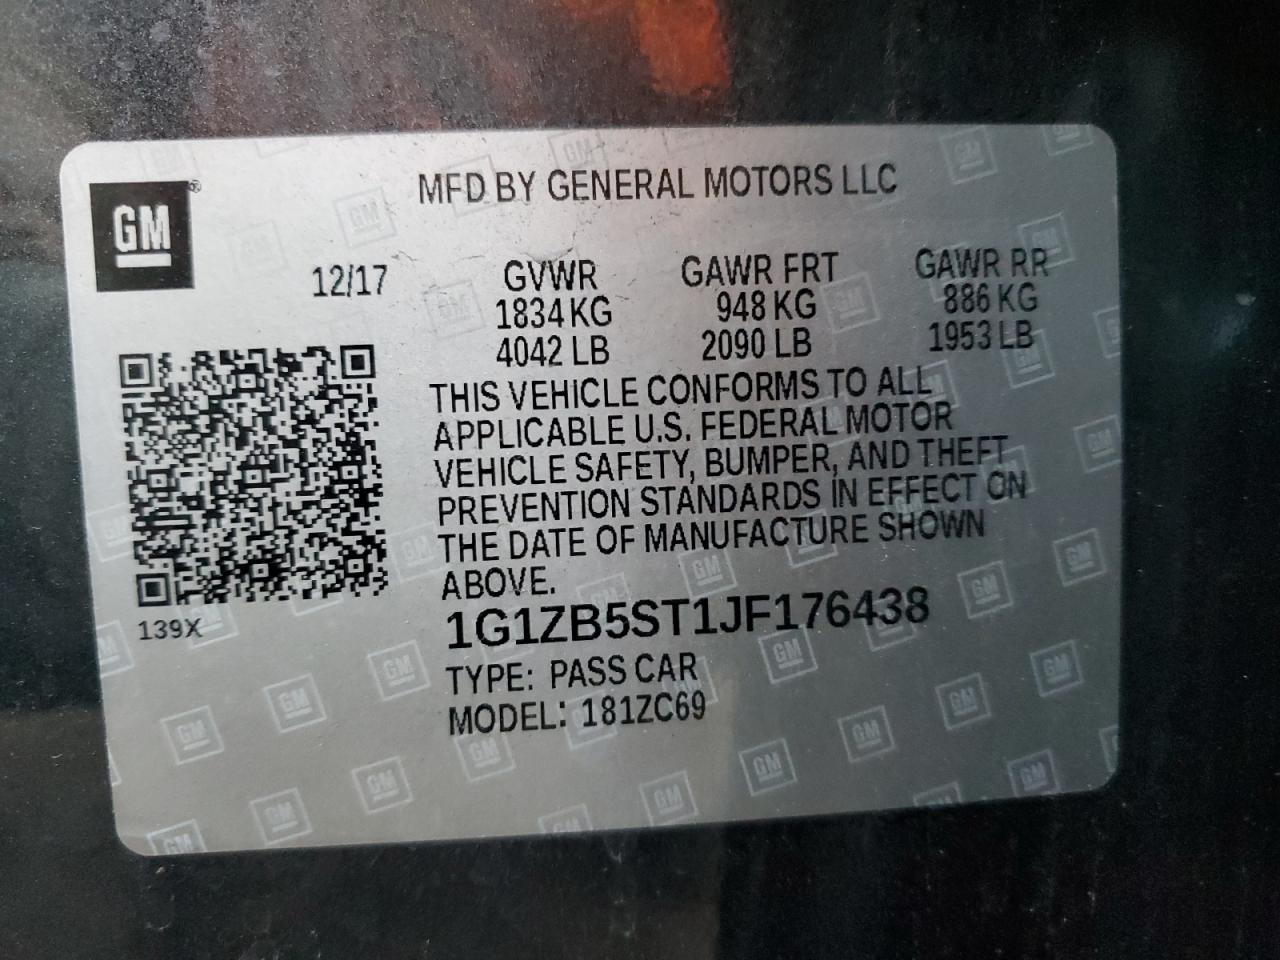 GM®
MFD BY GENERAL MOTORS LLC
12/17
GVWR GAWR FRT GAWR RR
1834 KG 948 KG 886 KG
4042 LB 2090 LB 1953 LB
THIS VEHICLE CONFORMS TO ALL
APPLICABLE U.S. FEDERAL MOTOR
VEHICLE SAFETY, BUMPER, AND THEFT
PREVENTION STANDARDS IN EFFECT ON
THE DATE OF MANUFACTURE SHOWN
ABOVE.
139X
1G1ZB5ST1JF176438
TYPE: PASS CAR
MODEL: 181ZC69